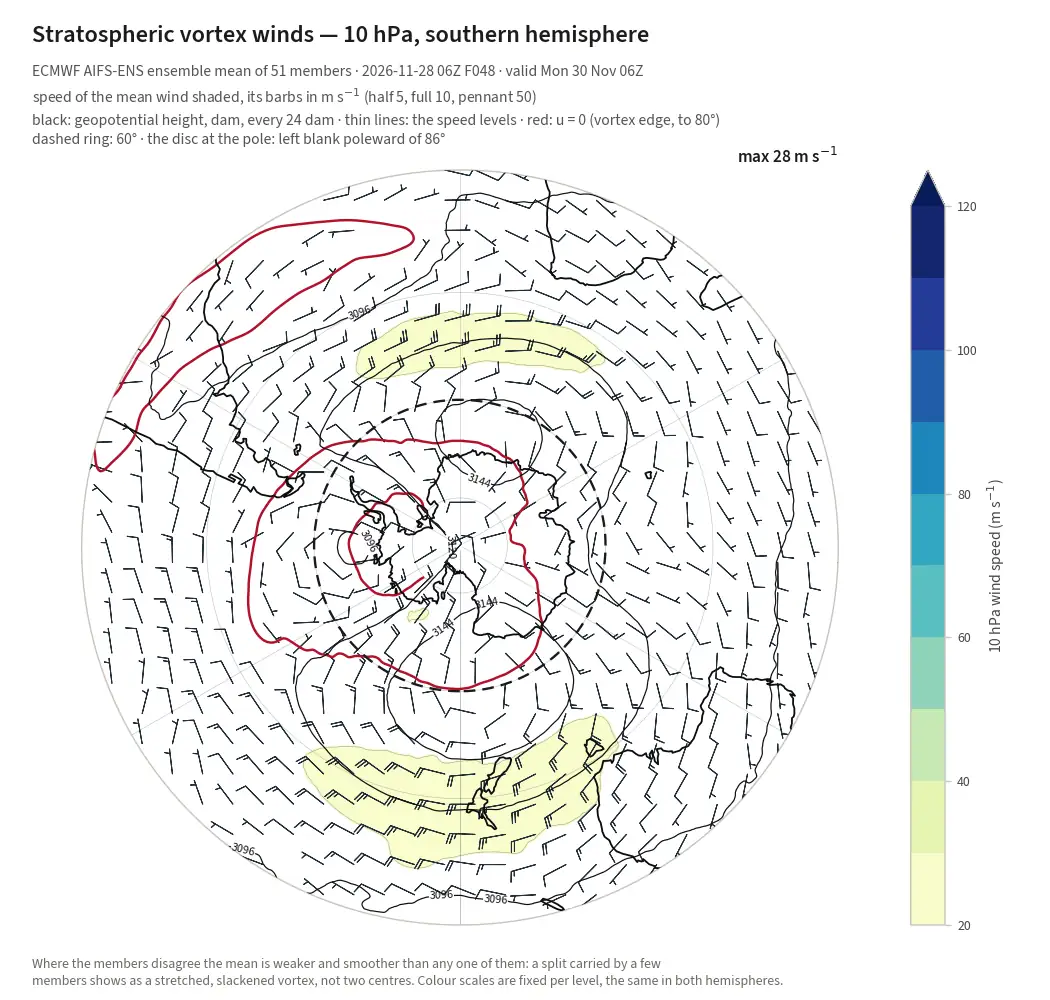 Stratospheric vortex winds — 10 hPa, southern hemisphere
ECMWF AIFS-ENS ensemble mean of 51 members · 2026-11-28 06Z F048 · valid Mon 30 Nov 06Z
speed of the mean wind shaded, its barbs in m s⁻¹ (half 5, full 10, pennant 50)
black: geopotential height, dam, every 24 dam · thin lines: the speed levels · red: u = 0 (vortex edge, to 80°)
dashed ring: 60° · the disc at the pole: left blank poleward of 86°
max 28 m s⁻¹
120
100
80
60
40
20
10 hPa wind speed (m s⁻¹)
3096
3144
3096
3120
3144
3144
3096
3096
3096
Where the members disagree the mean is weaker and smoother than any one of them: a split carried by a few
members shows as a stretched, slackened vortex, not two centres. Colour scales are fixed per level, the same in both hemispheres.